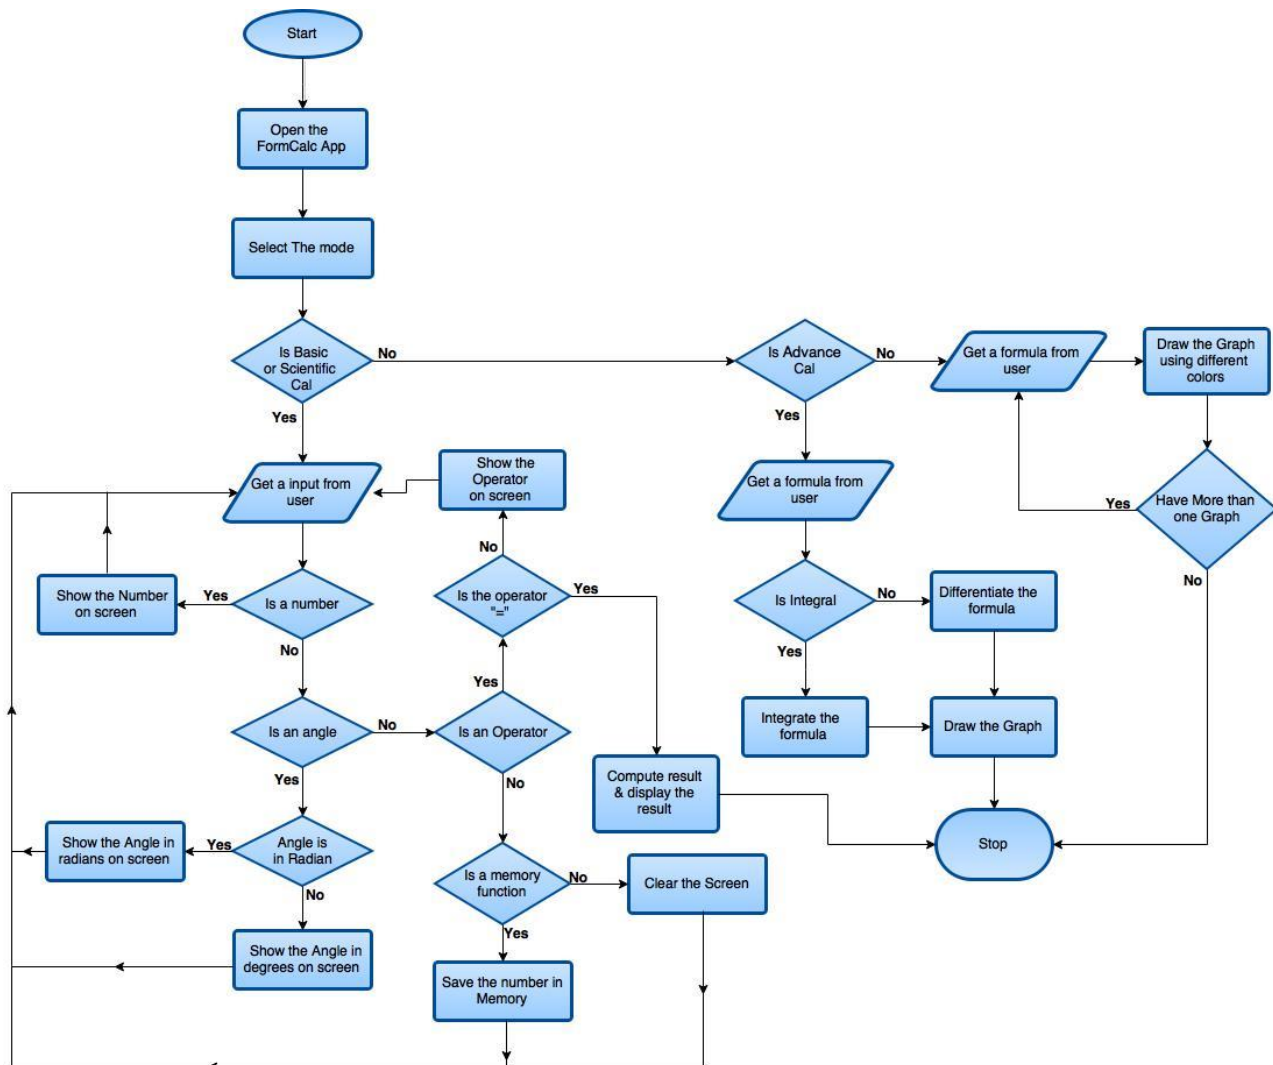 Start
Open the
FormCalc App
Select The mode
Is Basic
or Scientific
Cal
No
Yes
Is Advance
Cal
No
Yes
Get a formula from
user
Draw the Graph
using different
colors
Have More than
one Graph
Yes
No
Get a input from
user
Show the
Operator
on screen
Get a formula from
user
No
Is a number
Yes
No
Show the Number
on screen
Is the operator
"="
Yes
Is Integral
No
Yes
Differentiate the
formula
Yes
Is an angle
No
Yes
Is an Operator
No
Integrate the
formula
Draw the Graph
Compute result
& display the
result
Show the Angle in
radians on screen
Yes
Angle is
in Radian
No
Stop
Is a memory
function
No
Yes
Clear the Screen
Show the Angle in
degrees on screen
Save the number in
Memory